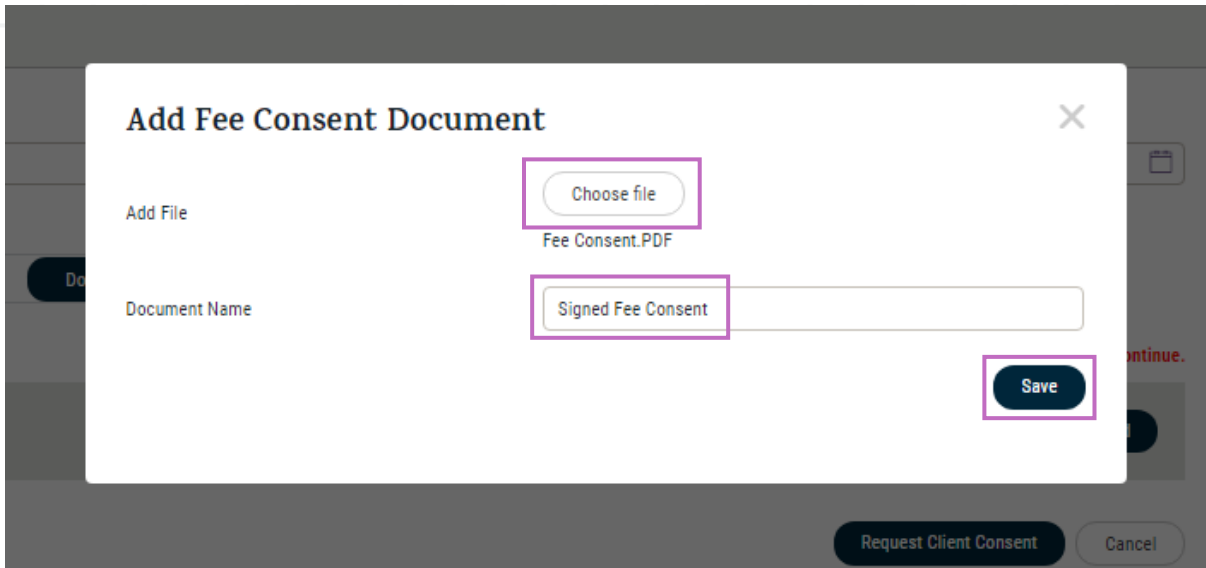 Add Fee Consent Document
Choose file
Add File
Fee Consent.PDF
Document Name
Signed Fee Consent
Save
Request Client Consent
Cancel